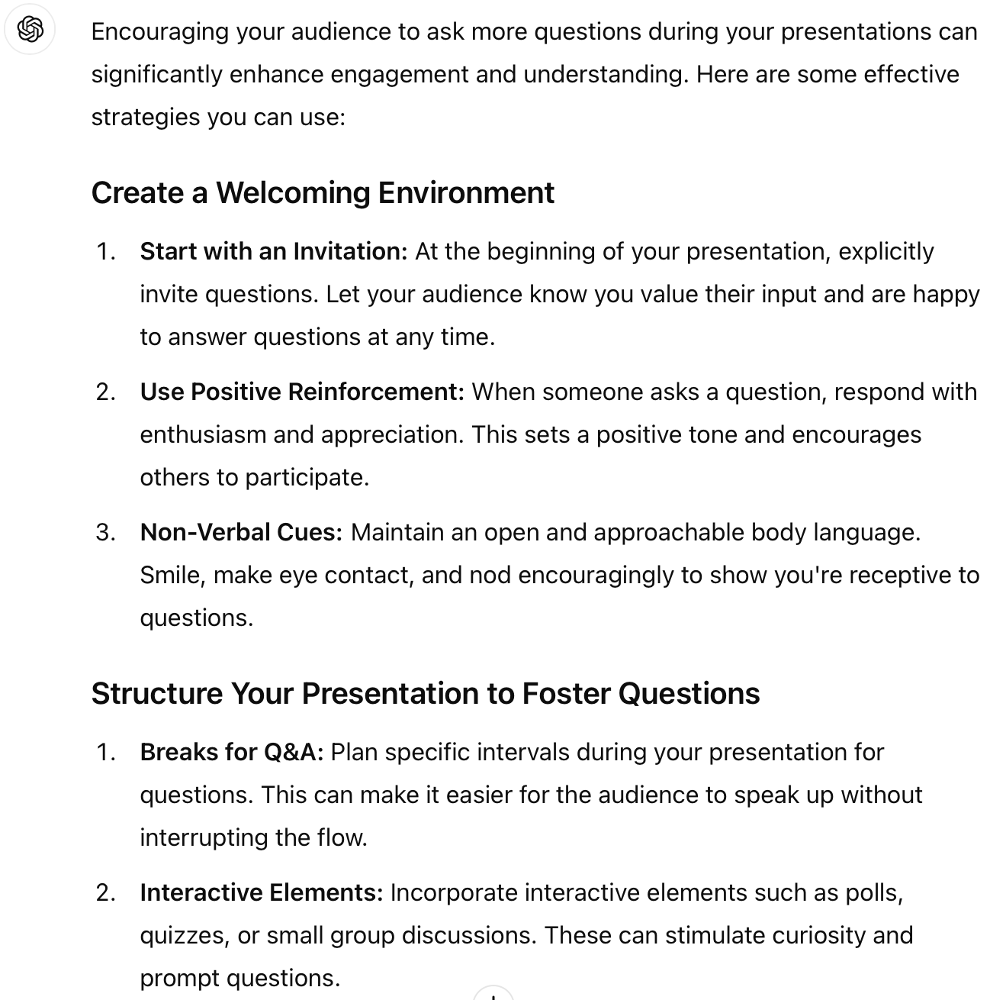 Encouraging your audience to ask more questions during your presentations can
significantly enhance engagement and understanding. Here are some effective
strategies you can use:
Create a Welcoming Environment
1. Start with an Invitation: At the beginning of your presentation, explicitly
invite questions. Let your audience know you value their input and are happy
to answer questions at any time.
2. Use Positive Reinforcement: When someone asks a question, respond with
enthusiasm and appreciation. This sets a positive tone and encourages
others to participate.
3. Non-Verbal Cues: Maintain an open and approachable body language.
Smile, make eye contact, and nod encouragingly to show you're receptive to
questions.
Structure Your Presentation to Foster Questions
1. Breaks for Q&A: Plan specific intervals during your presentation for
questions. This can make it easier for the audience to speak up without
interrupting the flow.
2. Interactive Elements: Incorporate interactive elements such as polls,
quizzes, or small group discussions. These can stimulate curiosity and
prompt questions.